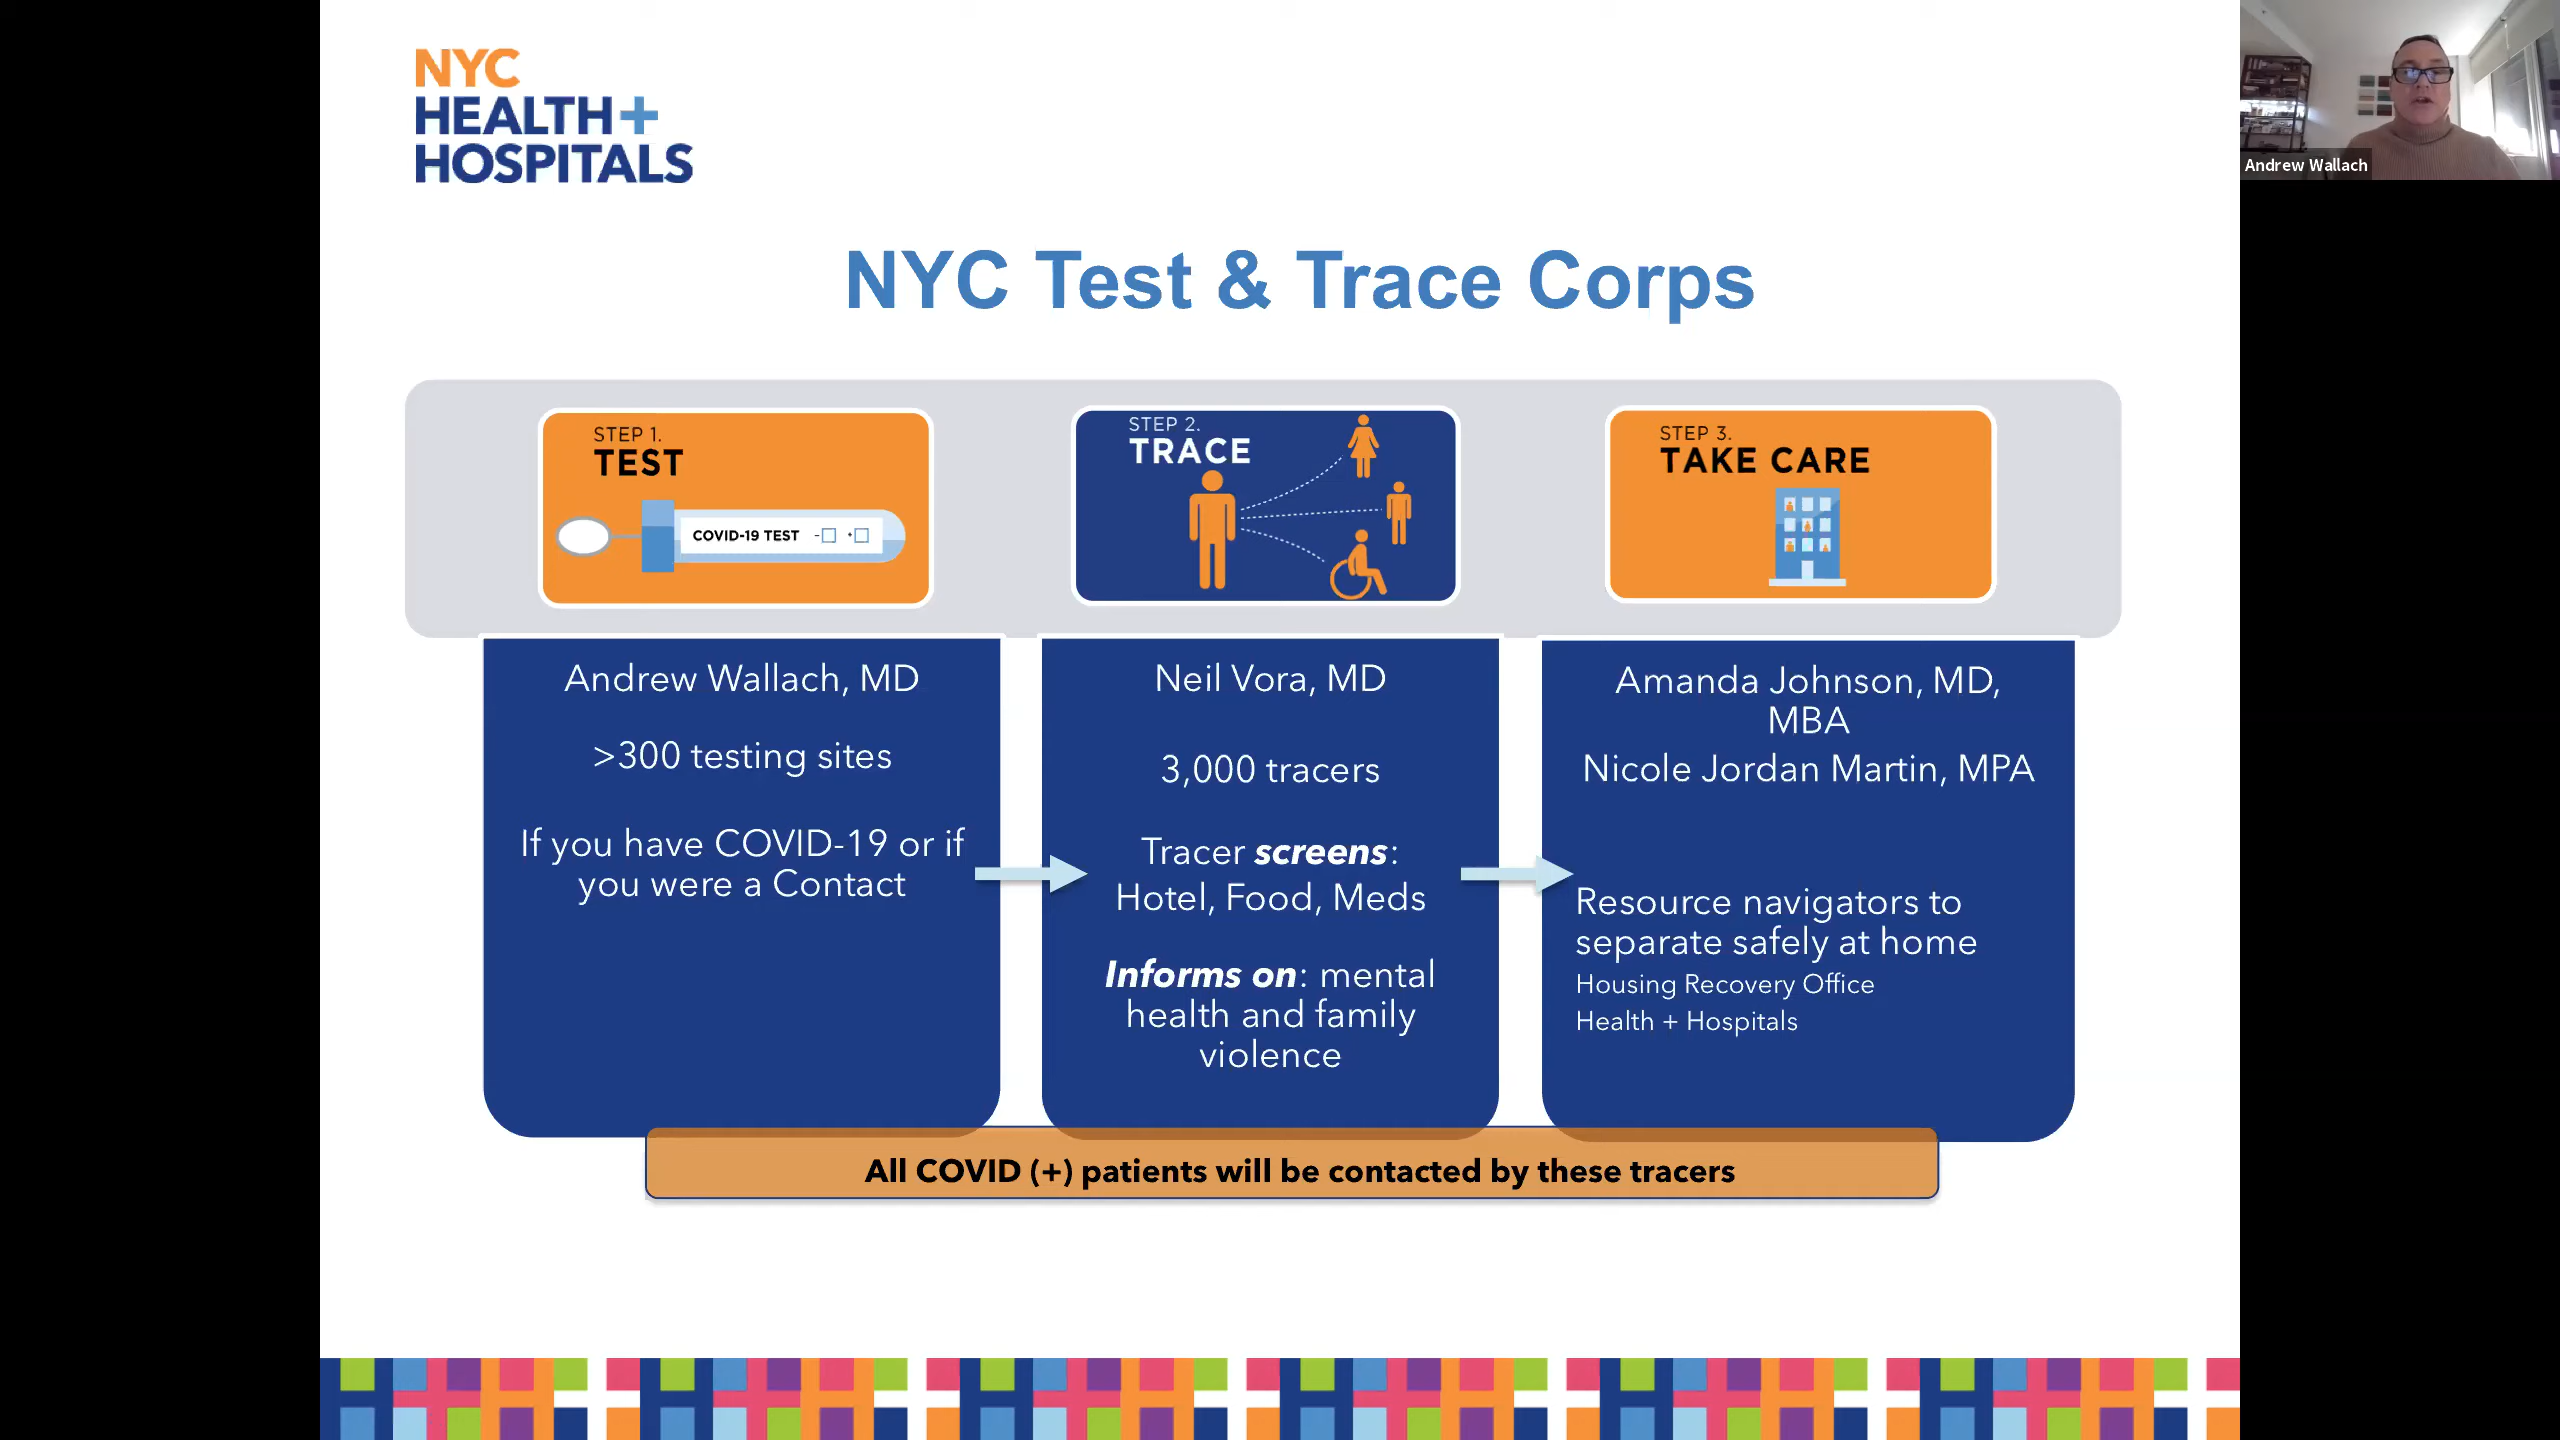 NYC
HEALTH+
HOSPITALS
Andrew Wallach
NYC Test & Trace Corps
STEP 1.
TEST
COVID-19 TEST - +
STEP 2.
TRACE
STEP 3.
TAKE CARE
Andrew Wallach, MD
>300 testing sites
If you have COVID-19 or if
you were a Contact
Neil Vora, MD
3,000 tracers
Tracer screens:
Hotel, Food, Meds
Informs on: mental
health and family
violence
Amanda Johnson, MD,
MBA
Nicole Jordan Martin, MPA
Resource navigators to
separate safely at home
Housing Recovery Office
Health + Hospitals
All COVID (+) patients will be contacted by these tracers